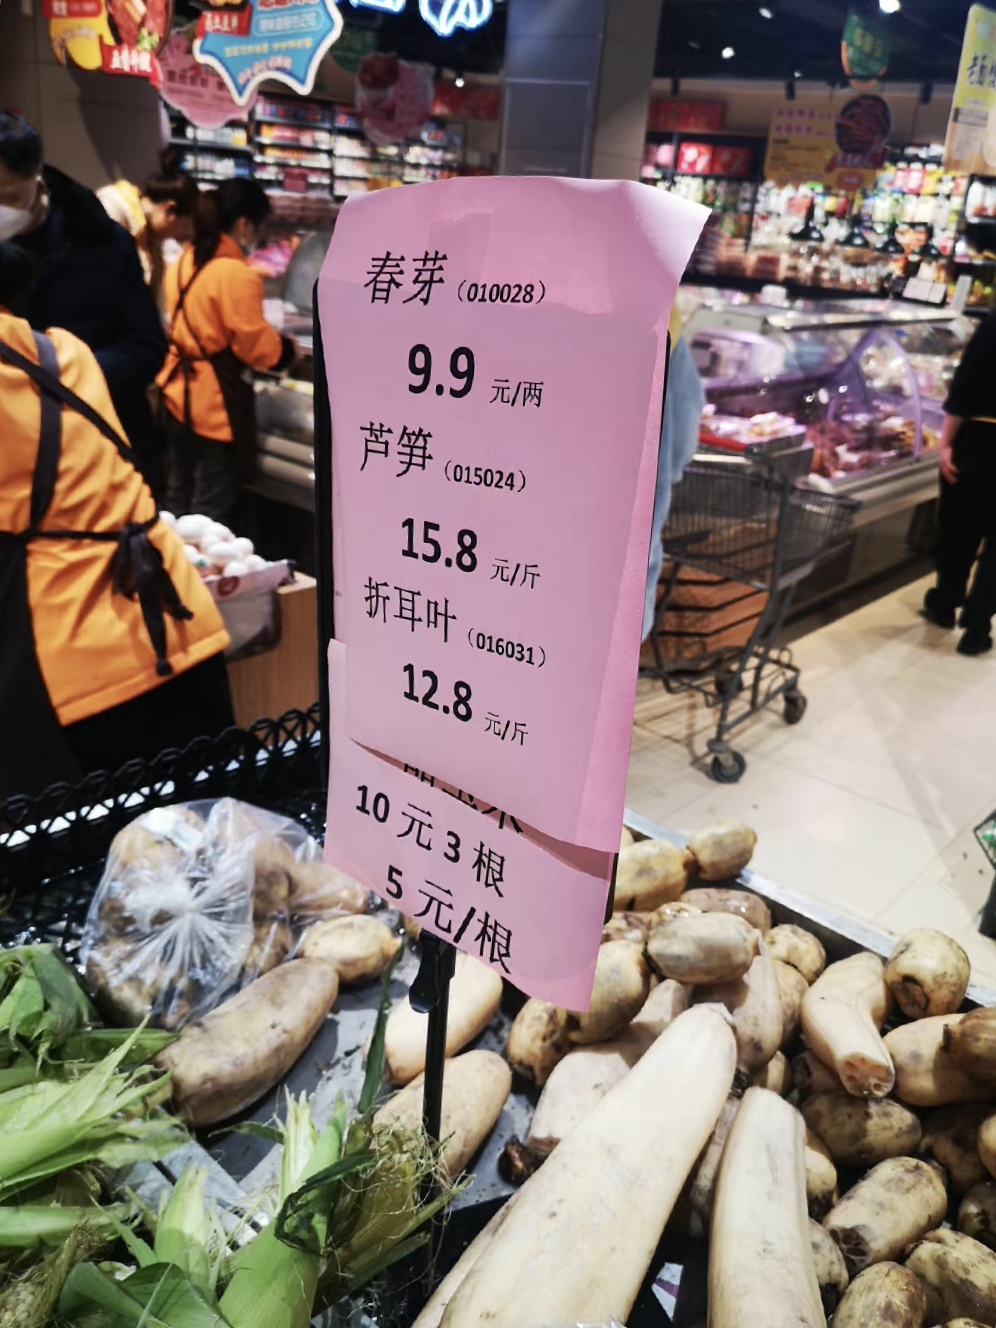 春芽（010028）
9.9 元/两
芦笋（015024）
15.8 元/斤
折耳叶（016031）
12.8 元/斤
10 元 3 根
5 元/根